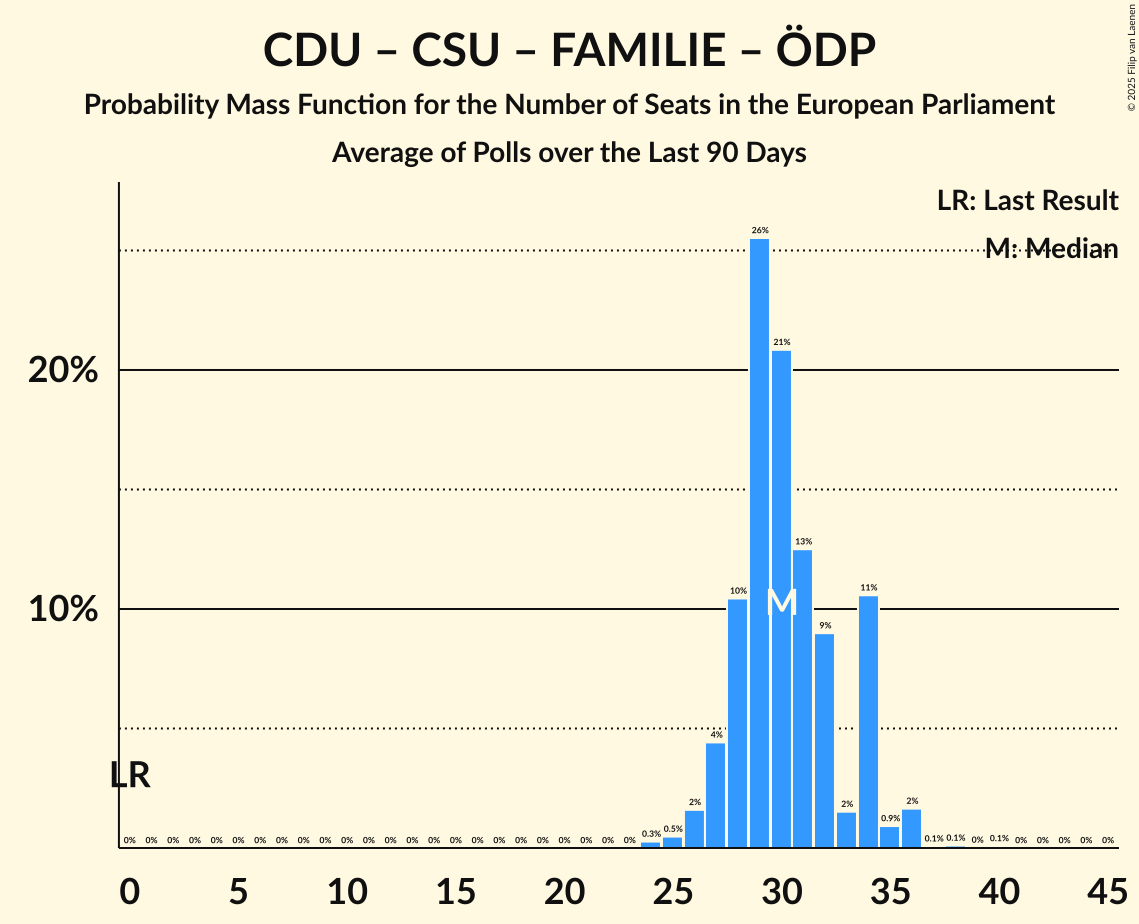 CDU – CSU – FAMILIE – ÖDP
Probability Mass Function for the Number of Seats in the European Parliament
Average of Polls over the Last 90 Days
© 2025 Filip van Laenen
LR: Last Result
M: Median
26%
21%
20%
13%
11%
10%
10%
9%
M
4%
2%
2%
2%
LR
0% 0% 0% 0% 0% 0% 0% 0% 0% 0% 0% 0% 0% 0% 0% 0% 0% 0% 0% 0% 0% 0% 0% 0% 0.3% 0.5% 0.9% 0.1% 0.1% 0% 0.1% 0% 0% 0% 0% 0%
0 5 10 15 20 25 30 35 40 45